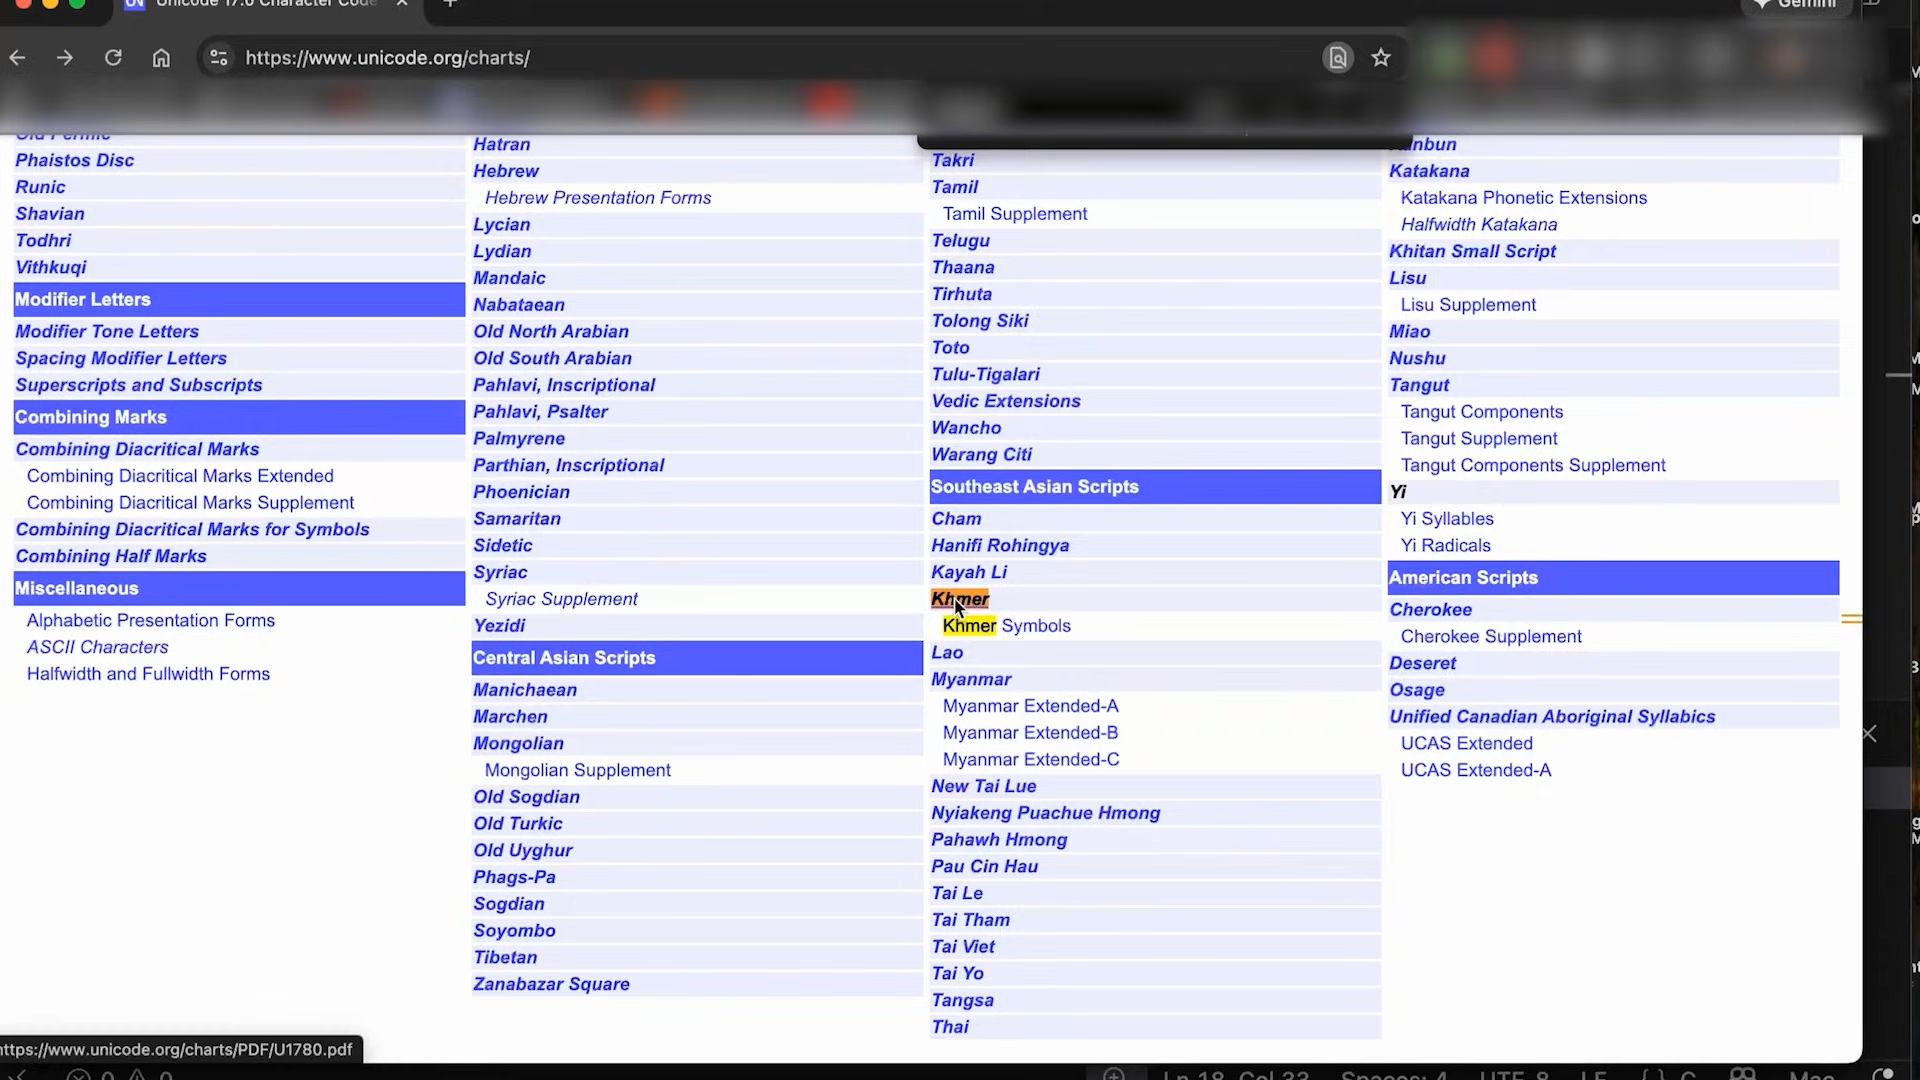 Gemini
https://www.unicode.org/charts/
Phaistos Disc
Runic
Shavian
Todhri
Vithkuqi
Modifier Letters
Modifier Tone Letters
Spacing Modifier Letters
Superscripts and Subscripts
Combining Marks
Combining Diacritical Marks
Combining Diacritical Marks Extended
Combining Diacritical Marks Supplement
Combining Diacritical Marks for Symbols
Combining Half Marks
Miscellaneous
Alphabetic Presentation Forms
ASCII Characters
Halfwidth and Fullwidth Forms
Hatran
Hebrew
Hebrew Presentation Forms
Lycian
Lydian
Mandaic
Nabataean
Old North Arabian
Old South Arabian
Pahlavi, Inscriptional
Pahlavi, Psalter
Palmyrene
Parthian, Inscriptional
Phoenician
Samaritan
Sidetic
Syriac
Syriac Supplement
Yezidi
Central Asian Scripts
Manichaean
Marchen
Mongolian
Mongolian Supplement
Old Sogdian
Old Turkic
Old Uyghur
Phags-Pa
Sogdian
Soyombo
Tibetan
Zanabazar Square
Takri
Tamil
Tamil Supplement
Telugu
Thaana
Tirhuta
Tolong Siki
Toto
Tulu-Tigalari
Vedic Extensions
Wancho
Warang Citi
Southeast Asian Scripts
Cham
Hanifi Rohingya
Kayah Li
Khmer
Khmer Symbols
Lao
Myanmar
Myanmar Extended-A
Myanmar Extended-B
Myanmar Extended-C
New Tai Lue
Nyiakeng Puachue Hmong
Pahawh Hmong
Pau Cin Hau
Tai Le
Tai Tham
Tai Viet
Tai Yo
Tangsa
Thai
Katakana
Katakana Phonetic Extensions
Halfwidth Katakana
Khitan Small Script
Lisu
Lisu Supplement
Miao
Nushu
Tangut
Tangut Components
Tangut Supplement
Tangut Components Supplement
Yi
Yi Syllables
Yi Radicals
American Scripts
Cherokee
Cherokee Supplement
Deseret
Osage
Unified Canadian Aboriginal Syllabics
UCAS Extended
UCAS Extended-A
https://www.unicode.org/charts/PDF/U1780.pdf